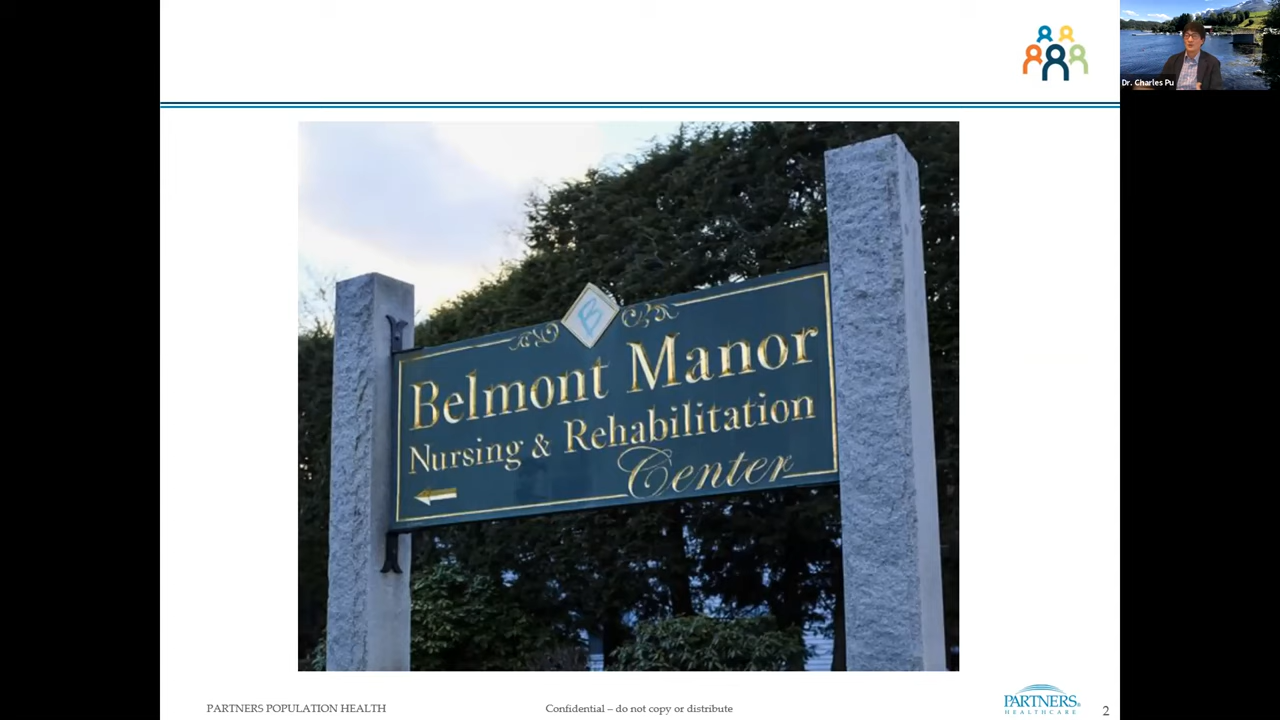 Dr. Charles Pu
B
Belmont Manor
Nursing & Rehabilitation
Center
PARTNERS POPULATION HEALTH
Confidential – do not copy or distribute
PARTNERS®
HEALTHCARE
2